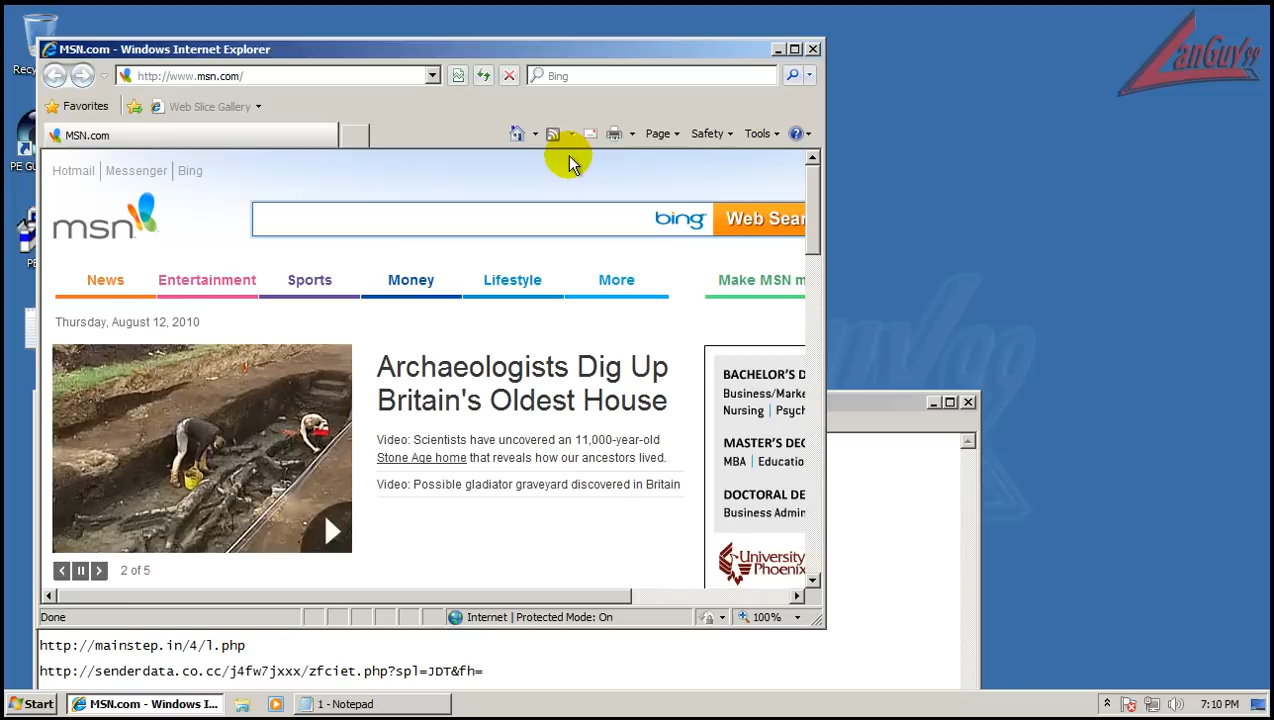 Recy
anGuy99
MSN.com - Windows Internet Explorer
http://www.msn.com/
Bing
Favorites
Web Slice Gallery
MSN.com
Page
Safety
Tools
PE GU
Hotmail
Messenger
Bing
msn
bing
Web Sear
News
Entertainment
Sports
Money
Lifestyle
More
Make MSN m
Thursday, August 12, 2010
Archaeologists Dig Up
Britain's Oldest House
Video: Scientists have uncovered an 11,000-year-old
Stone Age home that reveals how our ancestors lived.
Video: Possible gladiator graveyard discovered in Britain
BACHELOR'S D
Business/Marke
Nursing | Psych
MASTER'S DEG
MBA | Educatio
DOCTORAL DE
Business Admin
University
Phoenix
2 of 5
Done
Internet | Protected Mode: On
100%
http://mainstep.in/4/l.php
http://senderdata.co.cc/j4fw7jxxx/zfciet.php?spl=JDT&fh=
Start
MSN.com - Windows I...
1 - Notepad
7:10 PM